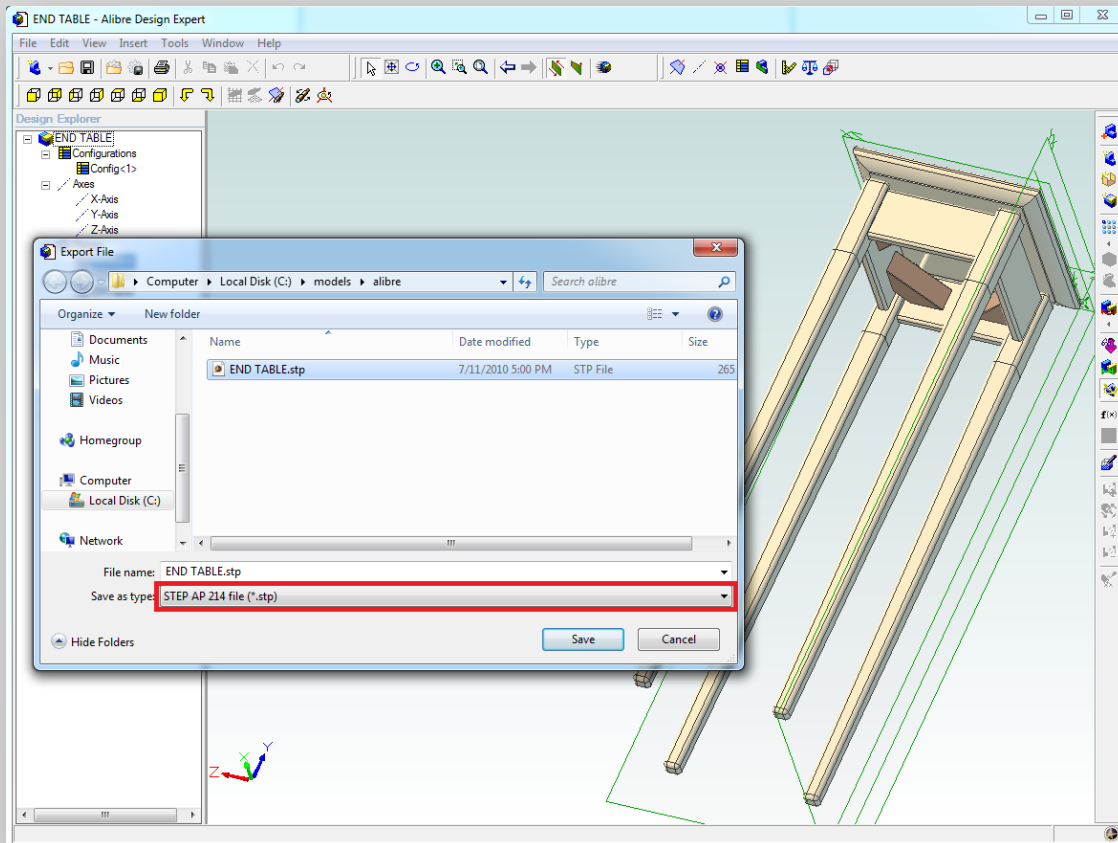 END TABLE - Alibre Design Expert
File Edit View Insert Tools Window Help
Design Explorer
END TABLE
Configurations
Config<1>
Axes
X-Axis
Y-Axis
Z-Axis
Export File
Computer Local Disk (C:) models alibre
Search alibre
Organize New folder
Name Date modified Type Size
Documents
END TABLE.stp 7/11/2010 5:00 PM STP File 265
Music
Pictures
Videos
Homegroup
Computer
Local Disk (C:)
Network
File name: END TABLE.stp
Save as type: STEP AP 214 file (*.stp)
Hide Folders
Save Cancel
f(x)
X Y Z